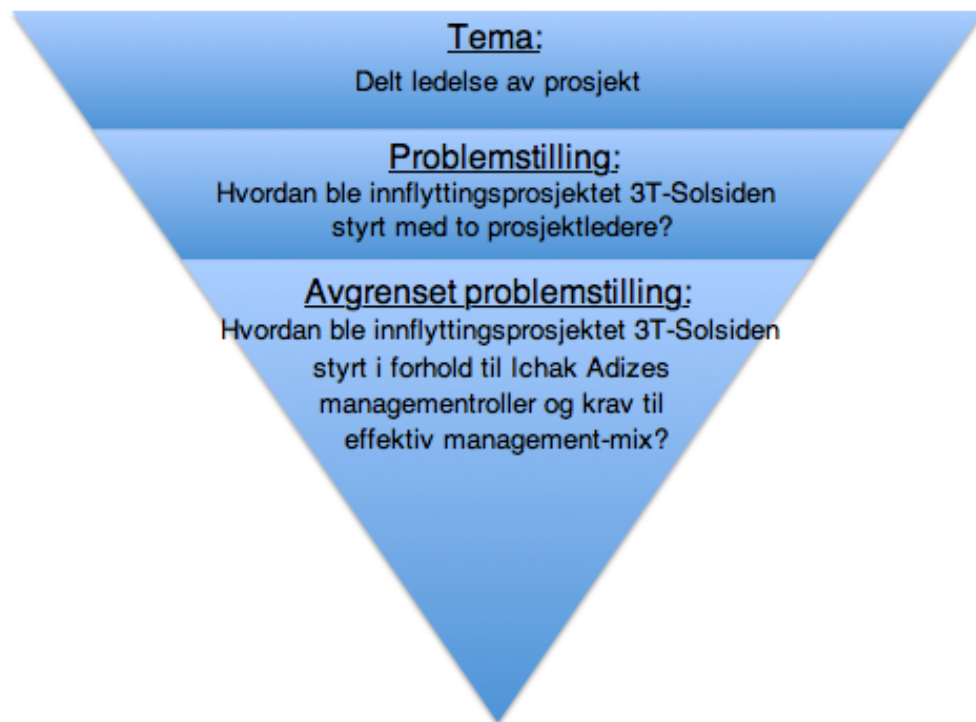 Tema:
Delt ledelse av prosjekt
Problemstilling:
Hvordan ble innflyttingsprosjektet 3T-Solsiden
styrt med to prosjektledere?
Avgrenset problemstilling:
Hvordan ble innflyttingsprosjektet 3T-Solsiden
styrt i forhold til Ichak Adizes
managementroller og krav til
effektiv management-mix?